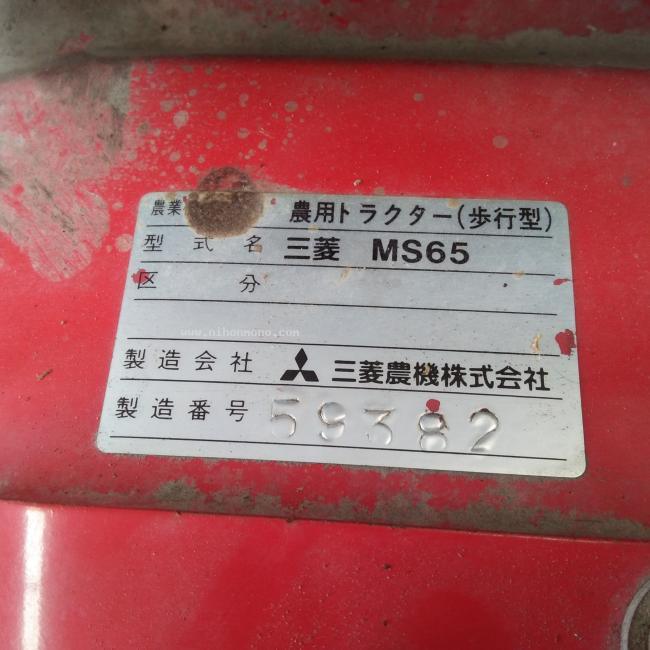 農業 農用トラクター(歩行型)
型式名 三菱 MS65
区分
www.nihonmono.com
製造会社 三菱農機株式会社
製造番号 59382